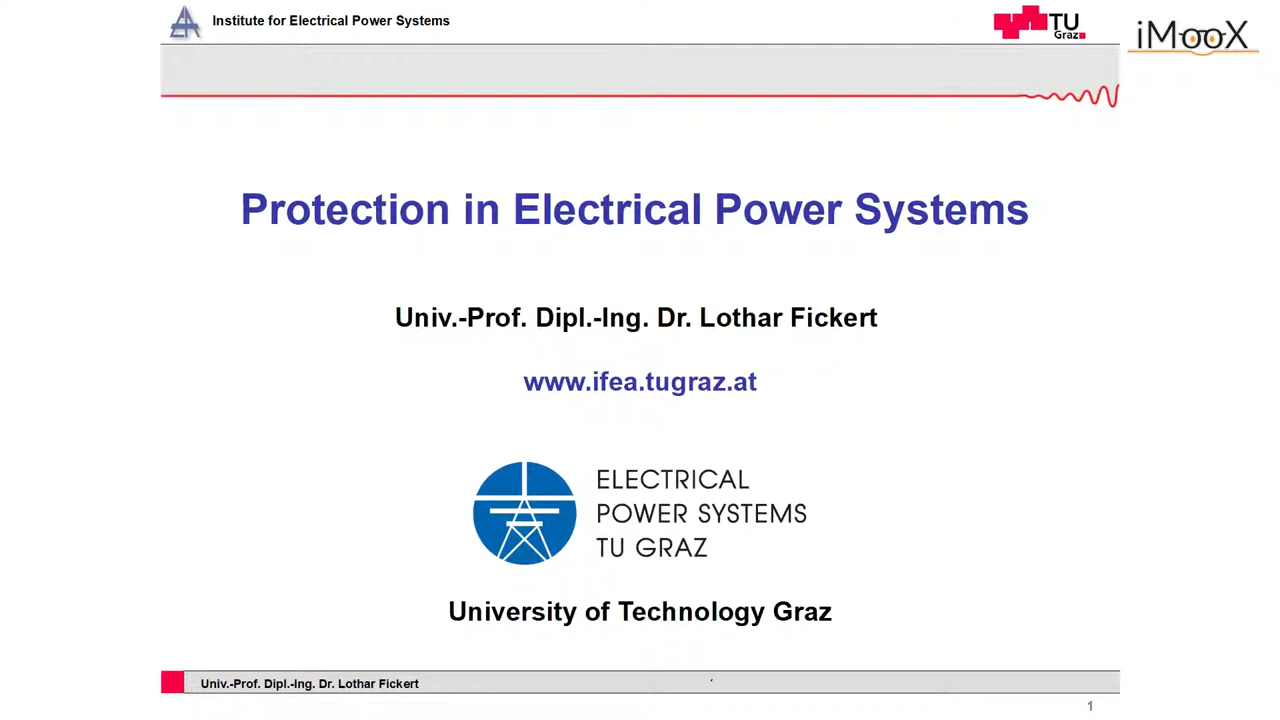 Institute for Electrical Power Systems
TU
Graz
iMooX
Protection in Electrical Power Systems
Univ.-Prof. Dipl.-Ing. Dr. Lothar Fickert
www.ifea.tugraz.at
ELECTRICAL
POWER SYSTEMS
TU GRAZ
University of Technology Graz
Univ.-Prof. Dipl.-Ing. Dr. Lothar Fickert
1